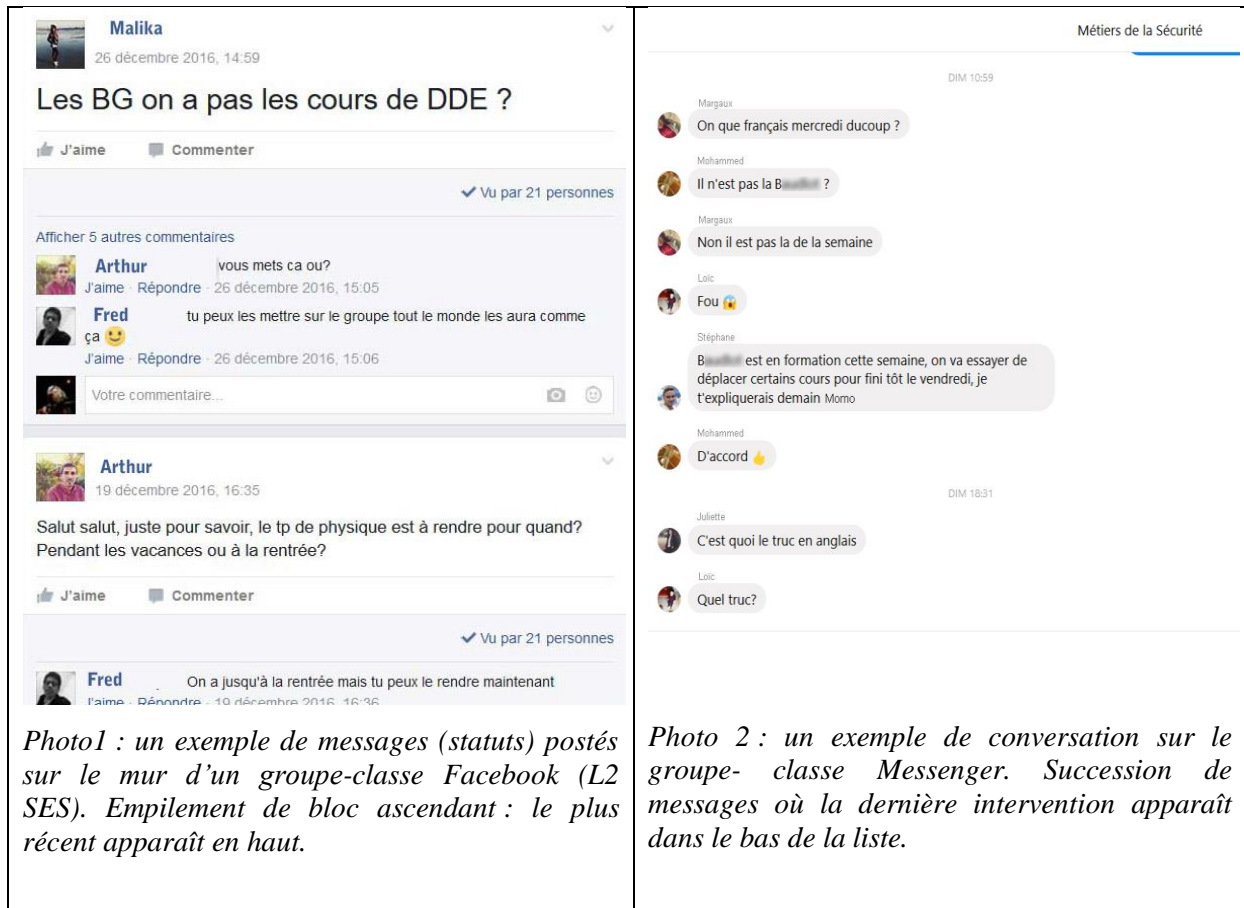 Malika
26 décembre 2016, 14:59
Les BG on a pas les cours de DDE ?
J'aime Commenter
Vu par 21 personnes
Afficher 5 autres commentaires
Arthur vous mets ca ou?
J'aime · Répondre · 26 décembre 2016, 15:05
Fred tu peux les mettre sur le groupe tout le monde les aura comme
ça
J'aime · Répondre · 26 décembre 2016, 15:06
Votre commentaire...
Arthur
19 décembre 2016, 16:35
Salut salut, juste pour savoir, le tp de physique est à rendre pour quand?
Pendant les vacances ou à la rentrée?
J'aime Commenter
Vu par 21 personnes
Fred On a jusqu'à la rentrée mais tu peux le rendre maintenant
J'aime · Répondre · 19 décembre 2016, 16:36
Photo1 : un exemple de messages (statuts) postés
sur le mur d'un groupe-classe Facebook (L2
SES). Empilement de bloc ascendant : le plus
récent apparaît en haut.
Métiers de la Sécurité
DIM 10:59
Margaux
On que français mercredi ducoup ?
Mohammed
Il n'est pas la B ?
Margaux
Non il est pas la de la semaine
Loïc
Fou
Stéphane
B est en formation cette semaine, on va essayer de
déplacer certains cours pour fini tôt le vendredi, je
t'expliquerais demain Momo
Mohammed
D'accord
DIM 18:31
Juliette
C'est quoi le truc en anglais
Loïc
Quel truc?
Photo 2 : un exemple de conversation sur le
groupe- classe Messenger. Succession de
messages où la dernière intervention apparaît
dans le bas de la liste.